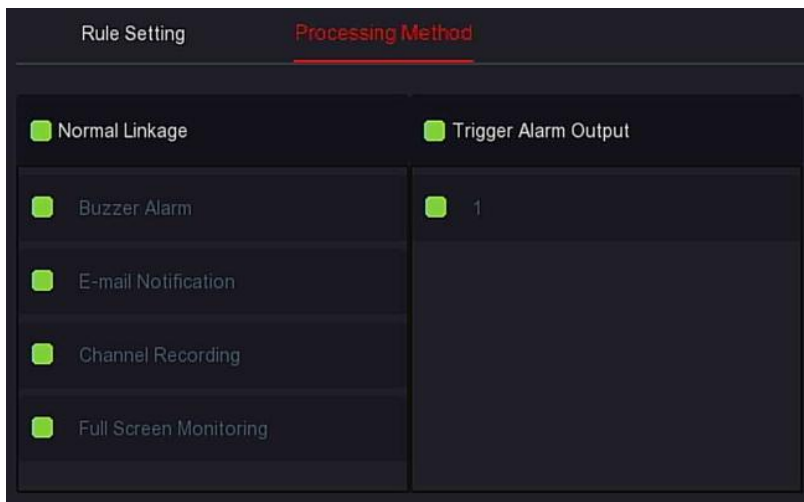 Rule Setting
Processing Method
Normal Linkage
Trigger Alarm Output
Buzzer Alarm
1
E-mail Notification
Channel Recording
Full Screen Monitoring